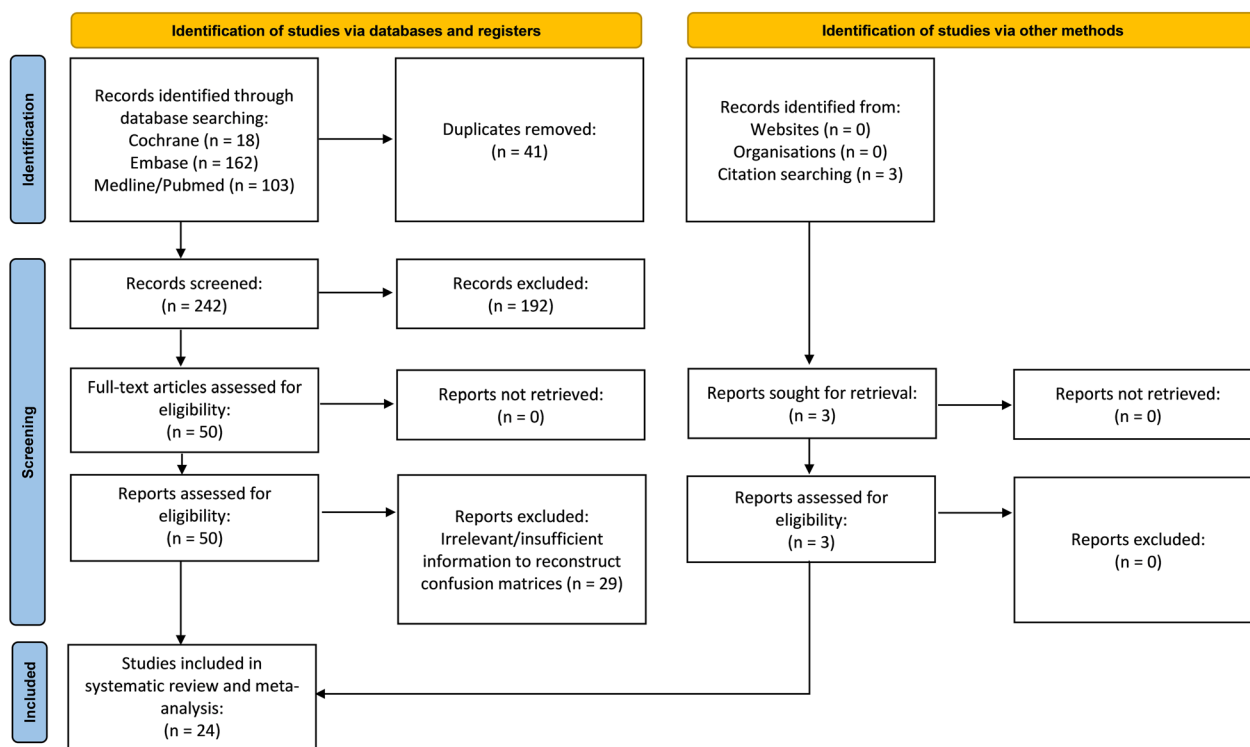 Identification of studies via databases and registers
Identification of studies via other methods
Identification
Records identified through
database searching:
Cochrane (n = 18)
Embase (n = 162)
Medline/Pubmed (n = 103)
Duplicates removed:
(n = 41)
Records identified from:
Websites (n = 0)
Organisations (n = 0)
Citation searching (n = 3)
Screening
Records screened:
(n = 242)
Records excluded:
(n = 192)
Full-text articles assessed for
eligibility:
(n = 50)
Reports not retrieved:
(n = 0)
Reports sought for retrieval:
(n = 3)
Reports not retrieved:
(n = 0)
Reports assessed for
eligibility:
(n = 50)
Reports excluded:
Irrelevant/insufficient
information to reconstruct
confusion matrices (n = 29)
Reports assessed for
eligibility:
(n = 3)
Reports excluded:
(n = 0)
Included
Studies included in
systematic review and meta-
analysis:
(n = 24)